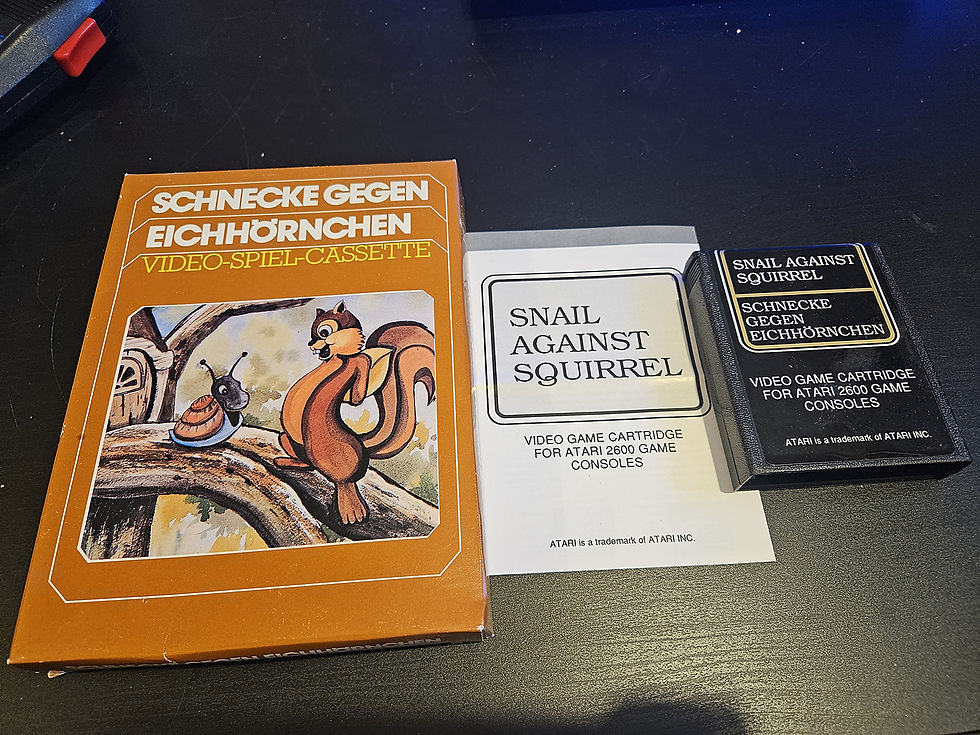 SCHNECKE GEGEN
EICHHÖRNCHEN
VIDEO-SPIEL-CASSETTE
SNAIL
AGAINST
SQUIRREL
VIDEO GAME CARTRIDGE
FOR ATARI 2600 GAME
CONSOLES
ATARI is a trademark of ATARI INC.
SNAIL AGAINST
SQUIRREL
SCHNECKE
GEGEN
EICHHÖRNCHEN
VIDEO GAME CARTRIDGE
FOR ATARI 2600 GAME
CONSOLES
ATARI is a trademark of ATARI INC.
EICHHÖRNCHEN